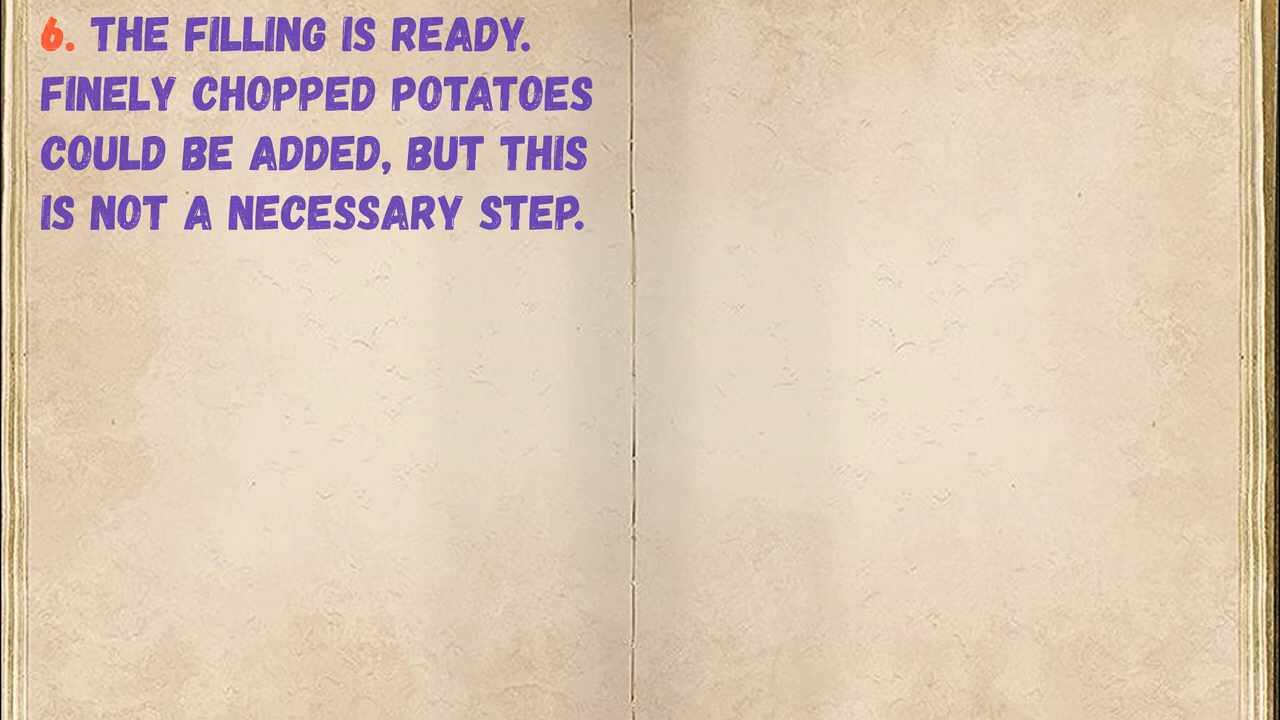 6. THE FILLING IS READY.
FINELY CHOPPED POTATOES
COULD BE ADDED, BUT THIS
IS NOT A NECESSARY STEP.